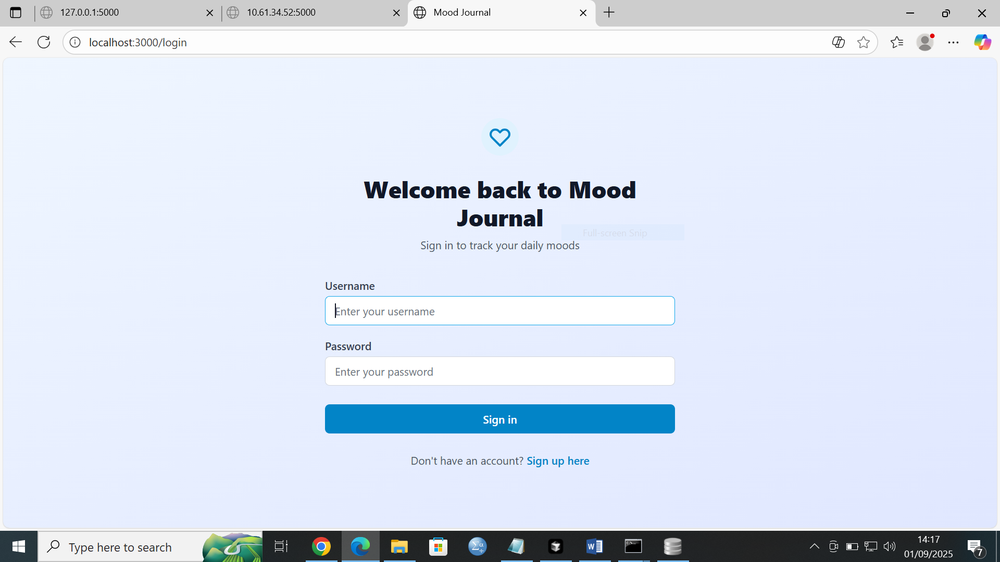 127.0.0.1:5000
10.61.34.52:5000
Mood Journal
localhost:3000/login
Welcome back to Mood
Journal
Full-screen Snip
Sign in to track your daily moods
Username
Enter your username
Password
Enter your password
Sign in
Don't have an account? Sign up here
Type here to search
14:17
01/09/2025
7